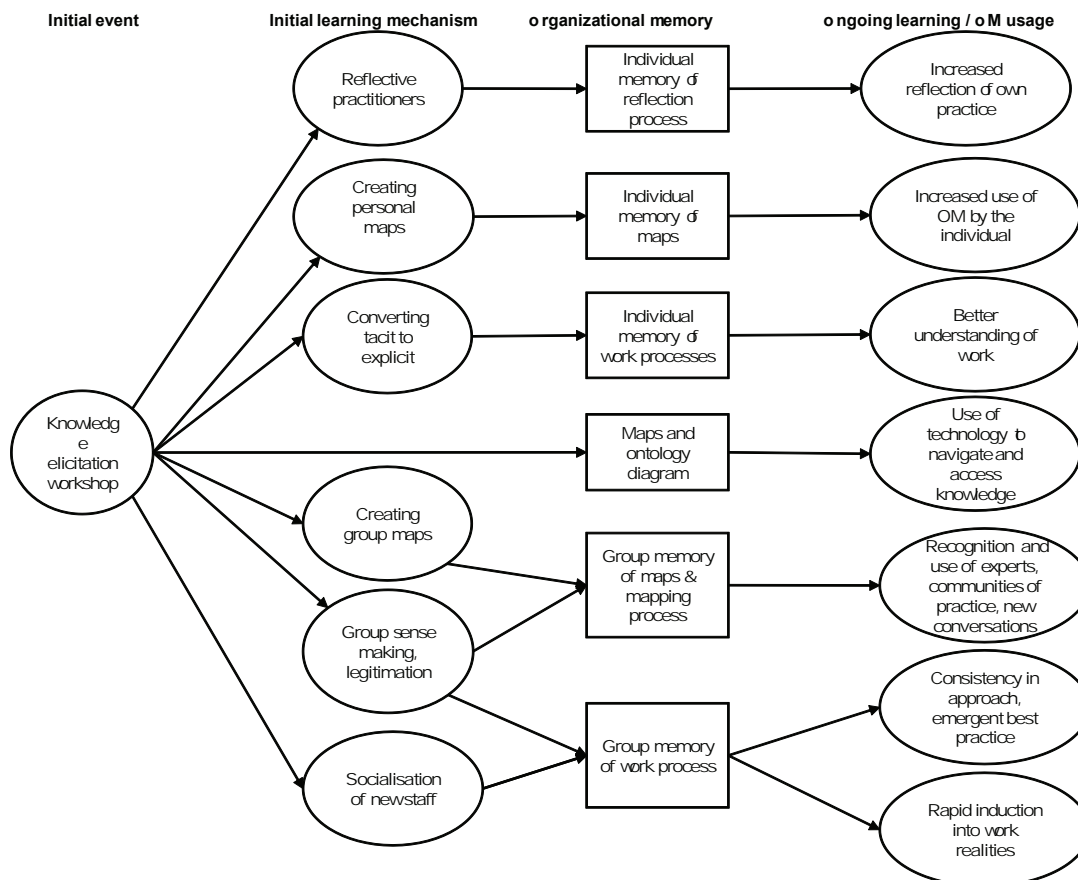 Initial event
Initial learning mechanism
o rganizational memory
o ngoing learning / o M usage
Reflective
practitioners
Individual
memory of
reflection
process
Increased
reflection of own
practice
Creating
personal
maps
Individual
memory of
maps
Increased use of
OM by the
individual
Converting
tacit to
explicit
Individual
memory of
work processes
Better
understanding of
work
Knowledg
e
elicitation
workshop
Maps and
ontology
diagram
Use of
technology to
navigate and
access
knowledge
Creating
group maps
Group memory
of maps &
mapping
process
Recognition and
use of experts,
communities of
practice, new
conversations
Group sense
making,
legitimation
Consistency in
approach,
emergent best
practice
Group memory
of work process
Socialisation
of newstaff
Rapid induction
into work
realities